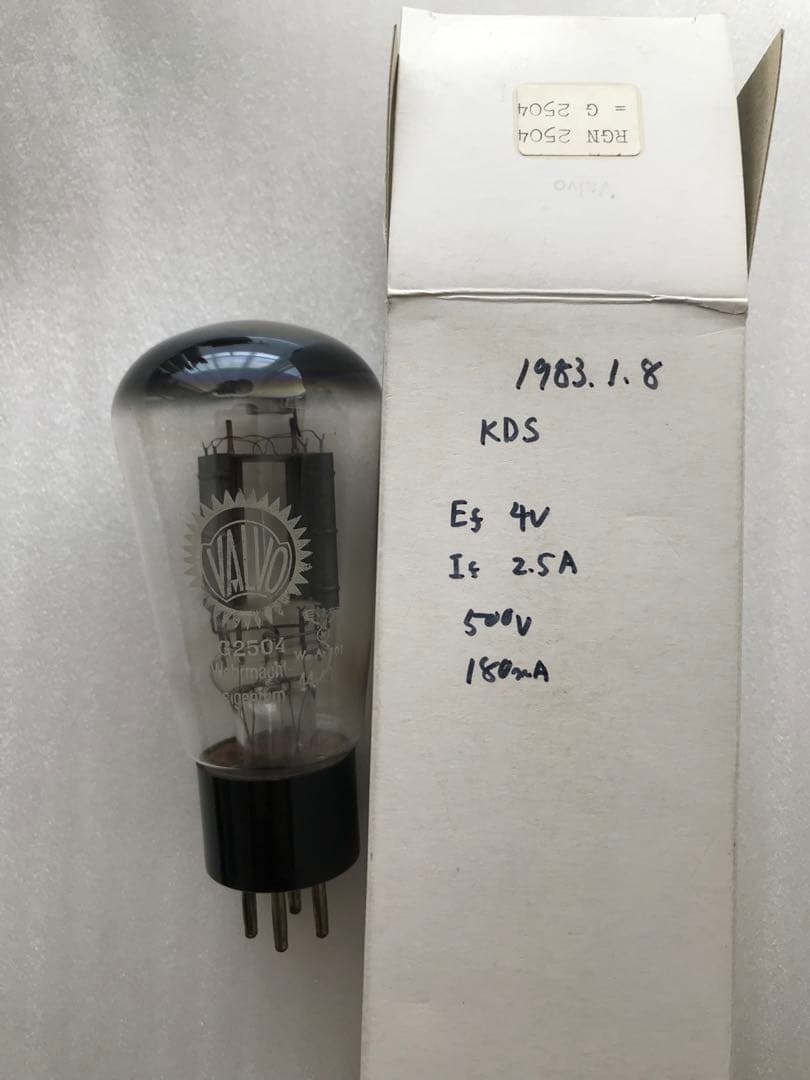 RGN 2504
= G 2504
Valvo
1983.1.8
KDS
Ef 4V
If 2.5A
500V
180mA
VALVO
G2504
Wehrmacht
eigentum